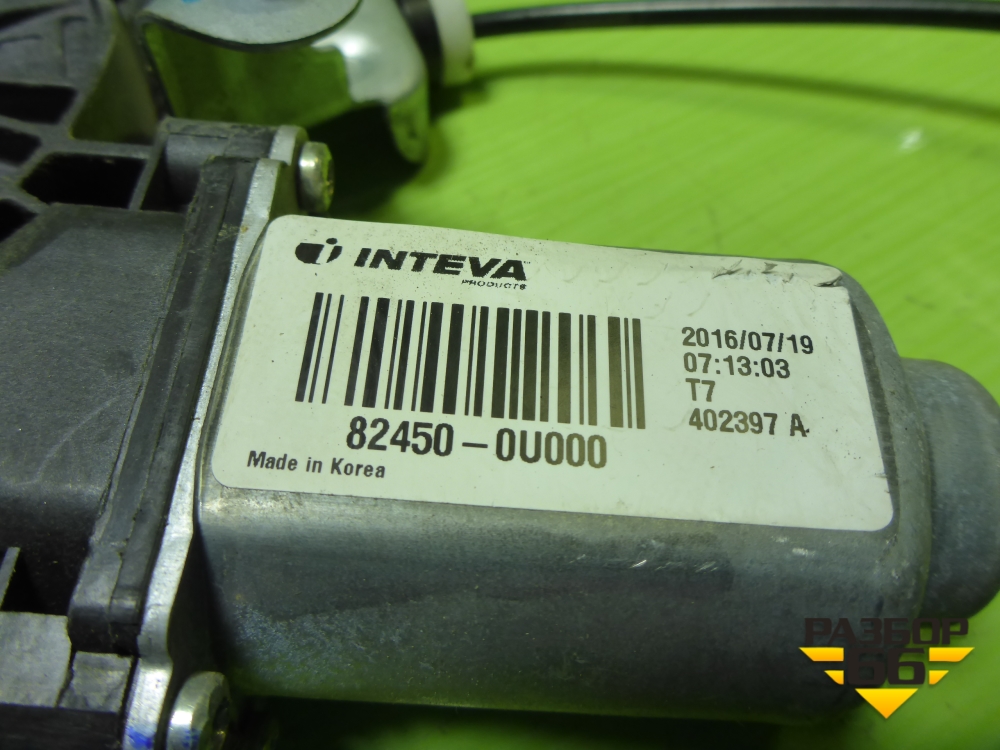 INTEVA
PRODUCTS
2016/07/19
07:13:03
T7
402397 A
82450-0U000
Made in Korea
РАЗБОР
66